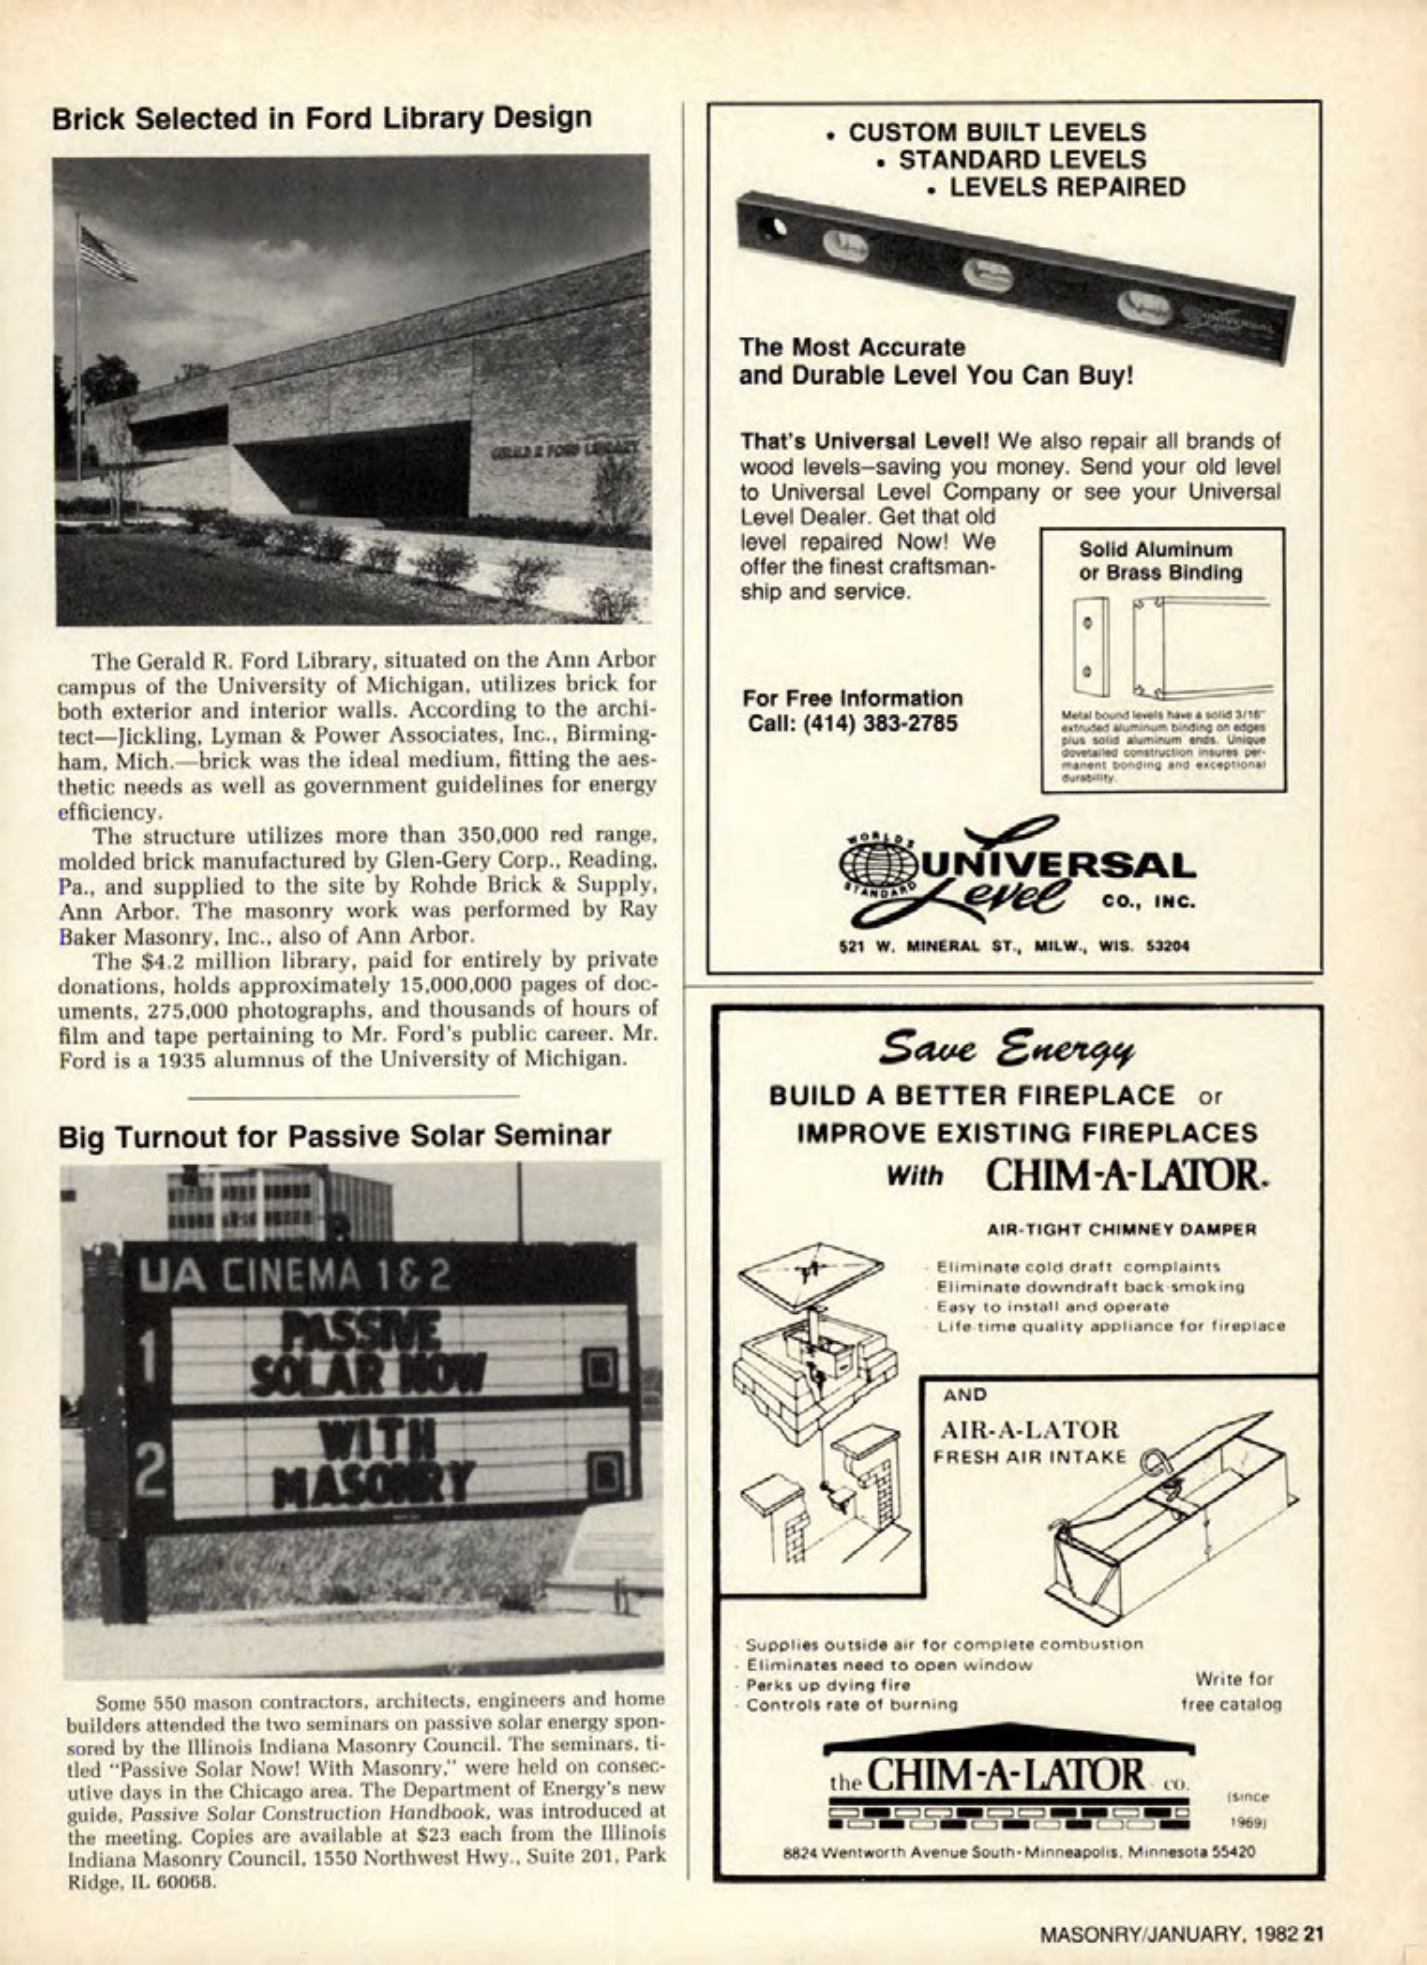 Brick Selected in Ford Library Design
GERALD R FORD LIBRARY
The Gerald R. Ford Library, situated on the Ann Arbor
campus of the University of Michigan, utilizes brick for
both exterior and interior walls. According to the archi-
tect—Jickling, Lyman & Power Associates, Inc., Birming-
ham, Mich.—brick was the ideal medium, fitting the aes-
thetic needs as well as government guidelines for energy
efficiency.
The structure utilizes more than 350,000 red range,
molded brick manufactured by Glen-Gery Corp., Reading,
Pa., and supplied to the site by Rohde Brick & Supply,
Ann Arbor. The masonry work was performed by Ray
Baker Masonry, Inc., also of Ann Arbor.
The $4.2 million library, paid for entirely by private
donations, holds approximately 15,000,000 pages of doc-
uments, 275,000 photographs, and thousands of hours of
film and tape pertaining to Mr. Ford's public career. Mr.
Ford is a 1935 alumnus of the University of Michigan.
Big Turnout for Passive Solar Seminar
UA CINEMA 1 & 2
1
PASSIVE
SOLAR NOW
2
WITH
MASONRY
Some 550 mason contractors, architects, engineers and home
builders attended the two seminars on passive solar energy spon-
sored by the Illinois Indiana Masonry Council. The seminars, ti-
tled "Passive Solar Now! With Masonry," were held on consec-
utive days in the Chicago area. The Department of Energy's new
guide, Passive Solar Construction Handbook, was introduced at
the meeting. Copies are available at $23 each from the Illinois
Indiana Masonry Council, 1550 Northwest Hwy., Suite 201, Park
Ridge, IL 60068.
• CUSTOM BUILT LEVELS
• STANDARD LEVELS
• LEVELS REPAIRED
UNIVERSAL
Level
The Most Accurate
and Durable Level You Can Buy!
That's Universal Level! We also repair all brands of
wood levels—saving you money. Send your old level
to Universal Level Company or see your Universal
Level Dealer. Get that old
level repaired Now! We
offer the finest craftsman-
ship and service.
For Free Information
Call: (414) 383-2785
Solid Aluminum
or Brass Binding
Metal bound levels have a solid 3/16"
extruded aluminum binding on edges
plus solid aluminum ends. Unique
dovetailed construction insures per-
manent bonding and exceptional
durability.
WORLD'S
STANDARD
UNIVERSAL
Level CO., INC.
521 W. MINERAL ST., MILW., WIS. 53204
Save Energy
BUILD A BETTER FIREPLACE or
IMPROVE EXISTING FIREPLACES
With CHIM-A-LATOR.
AIR-TIGHT CHIMNEY DAMPER
- Eliminate cold draft complaints
- Eliminate downdraft back-smoking
- Easy to install and operate
- Life-time quality appliance for fireplace
AND
AIR-A-LATOR
FRESH AIR INTAKE
- Supplies outside air for complete combustion
- Eliminates need to open window
- Perks up dying fire
- Controls rate of burning
Write for
free catalog
the CHIM-A-LATOR co.
(since
1969)
8824 Wentworth Avenue South - Minneapolis, Minnesota 55420
MASONRY/JANUARY, 1982 21